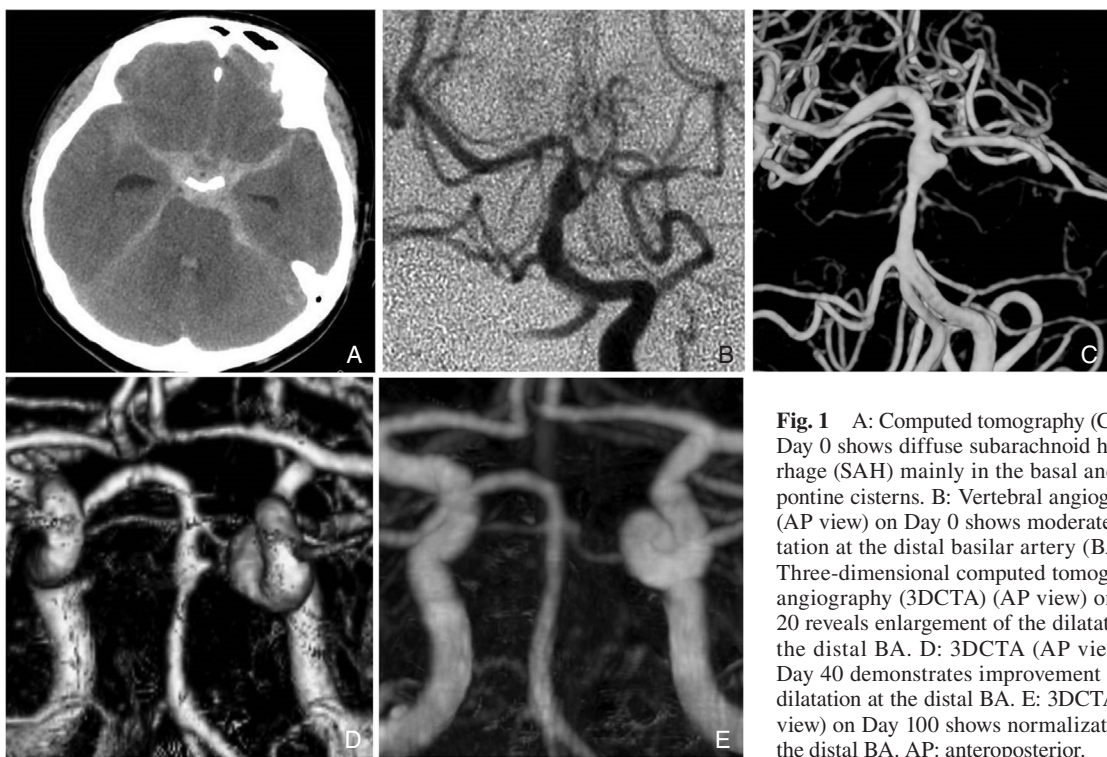 A
B
C
D
E
Fig. 1 A: Computed tomography (C
Day 0 shows diffuse subarachnoid h
rhage (SAH) mainly in the basal an
pontine cisterns. B: Vertebral angiog
(AP view) on Day 0 shows moderate
tation at the distal basilar artery (B
Three-dimensional computed tomog
angiography (3DCTA) (AP view) o
20 reveals enlargement of the dilata
the distal BA. D: 3DCTA (AP vie
Day 40 demonstrates improvement
dilatation at the distal BA. E: 3DCTA
view) on Day 100 shows normalizat
the distal BA. AP: anteroposterior.